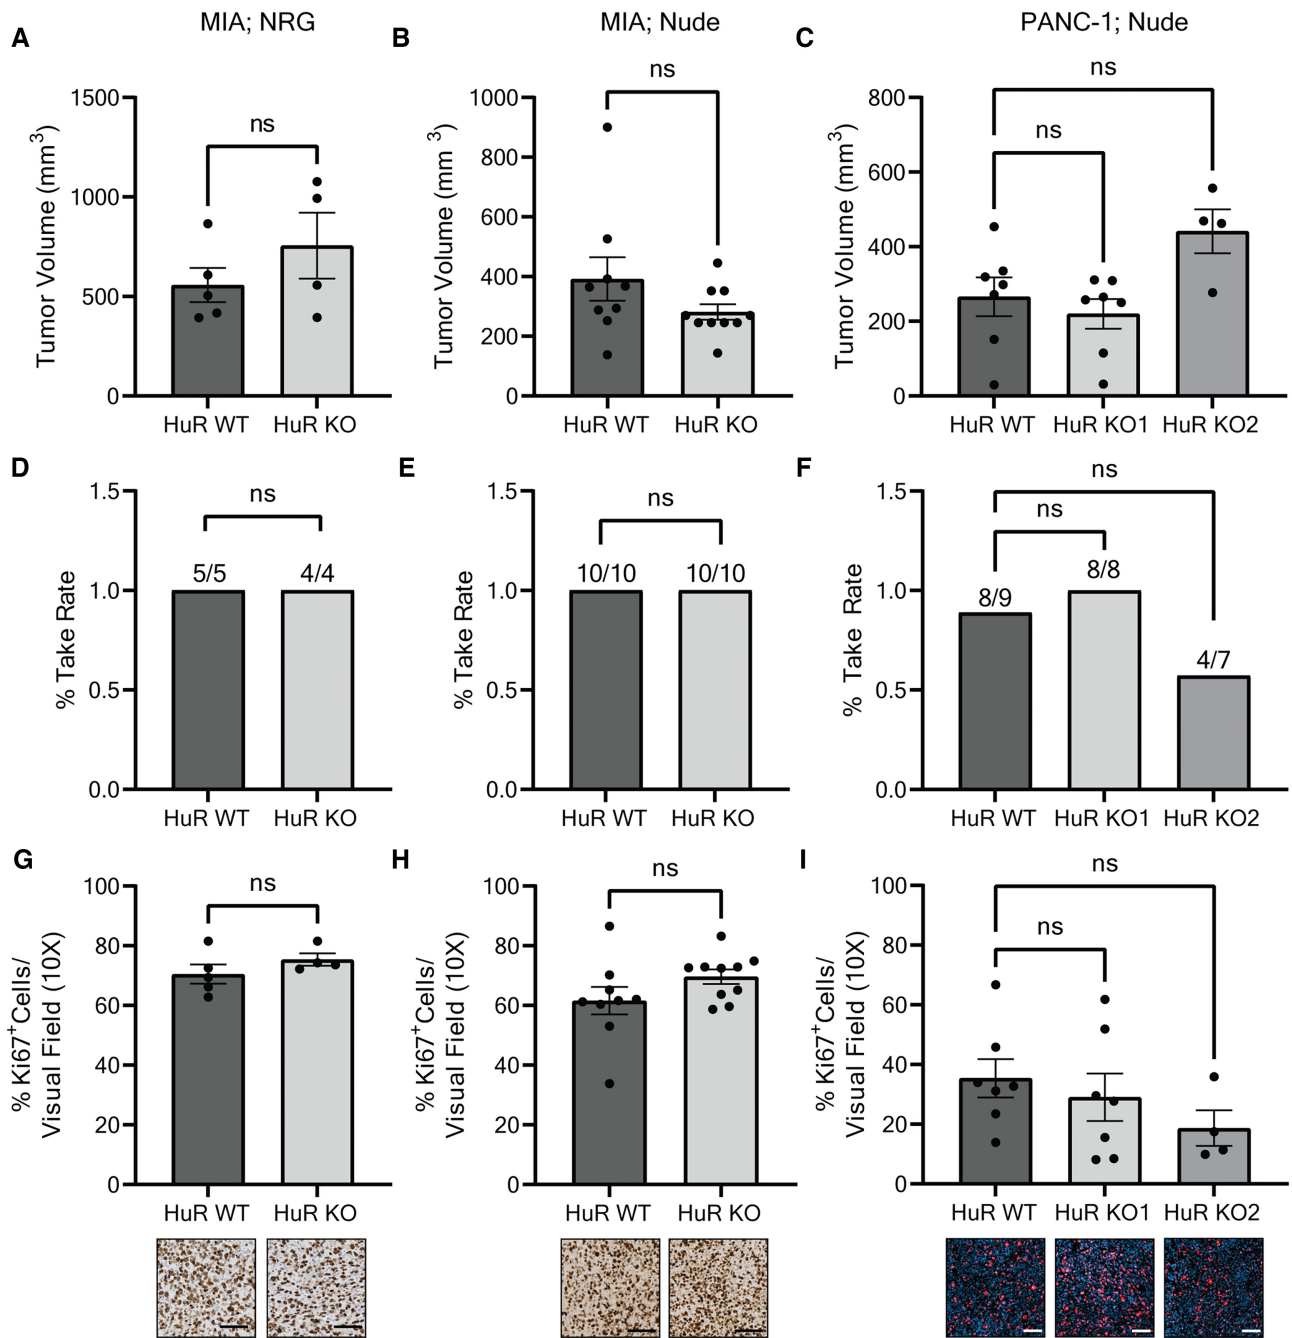 MIA; NRG
MIA; Nude
PANC-1; Nude
A
Tumor Volume (mm³)
1500
1000
500
0
ns
HuR WT
HuR KO
B
Tumor Volume (mm³)
1000
800
600
400
200
0
ns
HuR WT
HuR KO
C
Tumor Volume (mm³)
800
600
400
200
0
ns
ns
HuR WT
HuR KO1
HuR KO2
D
% Take Rate
1.5
1.0
0.5
0.0
ns
5/5
4/4
HuR WT
HuR KO
E
% Take Rate
1.5
1.0
0.5
0.0
ns
10/10
10/10
HuR WT
HuR KO
F
% Take Rate
1.5
1.0
0.5
0.0
ns
ns
8/9
8/8
4/7
HuR WT
HuR KO1
HuR KO2
G
% Ki67⁺Cells/
Visual Field (10X)
100
80
60
40
20
0
ns
HuR WT
HuR KO
H
% Ki67⁺Cells/
Visual Field (10X)
100
80
60
40
20
0
ns
HuR WT
HuR KO
I
% Ki67⁺Cells/
Visual Field (10X)
100
80
60
40
20
0
ns
ns
HuR WT
HuR KO1
HuR KO2